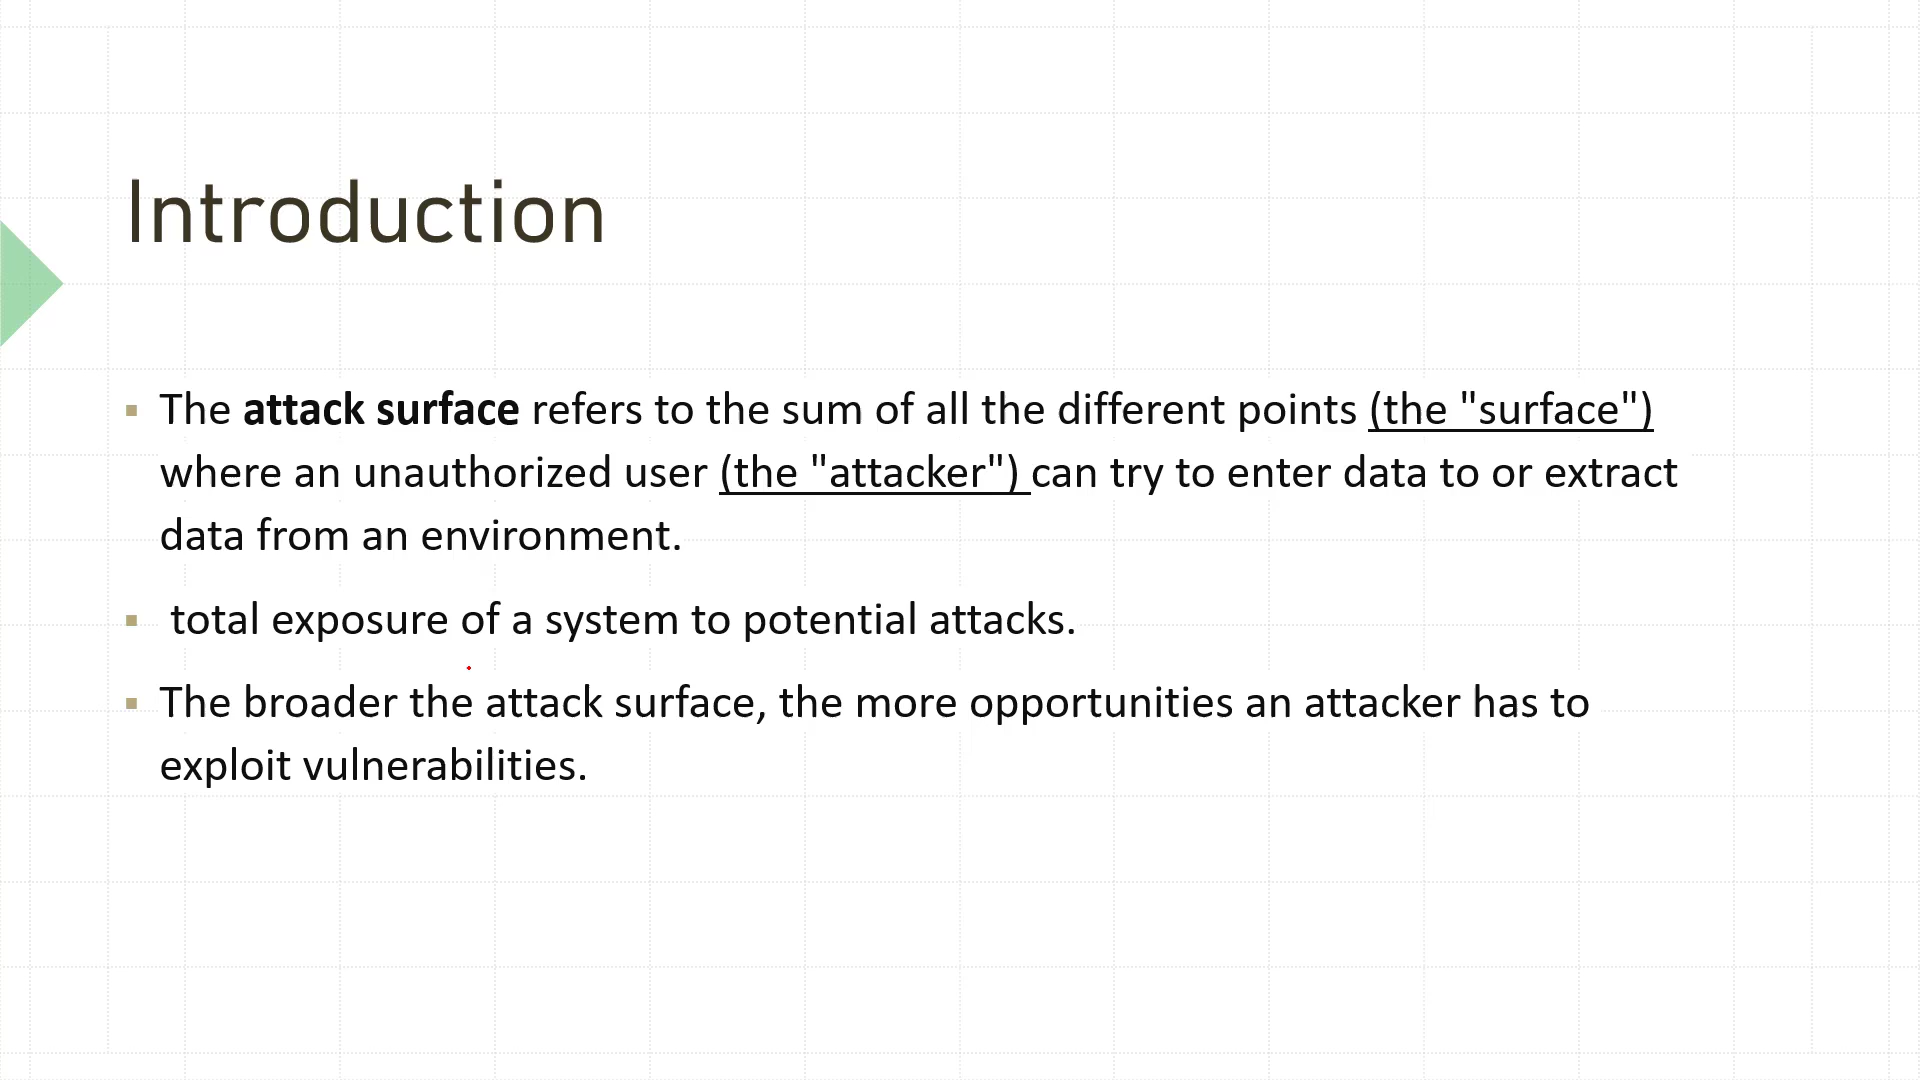 Introduction
▪ The attack surface refers to the sum of all the different points (the "surface")
where an unauthorized user (the "attacker") can try to enter data to or extract
data from an environment.
▪ total exposure of a system to potential attacks.
▪ The broader the attack surface, the more opportunities an attacker has to
exploit vulnerabilities.